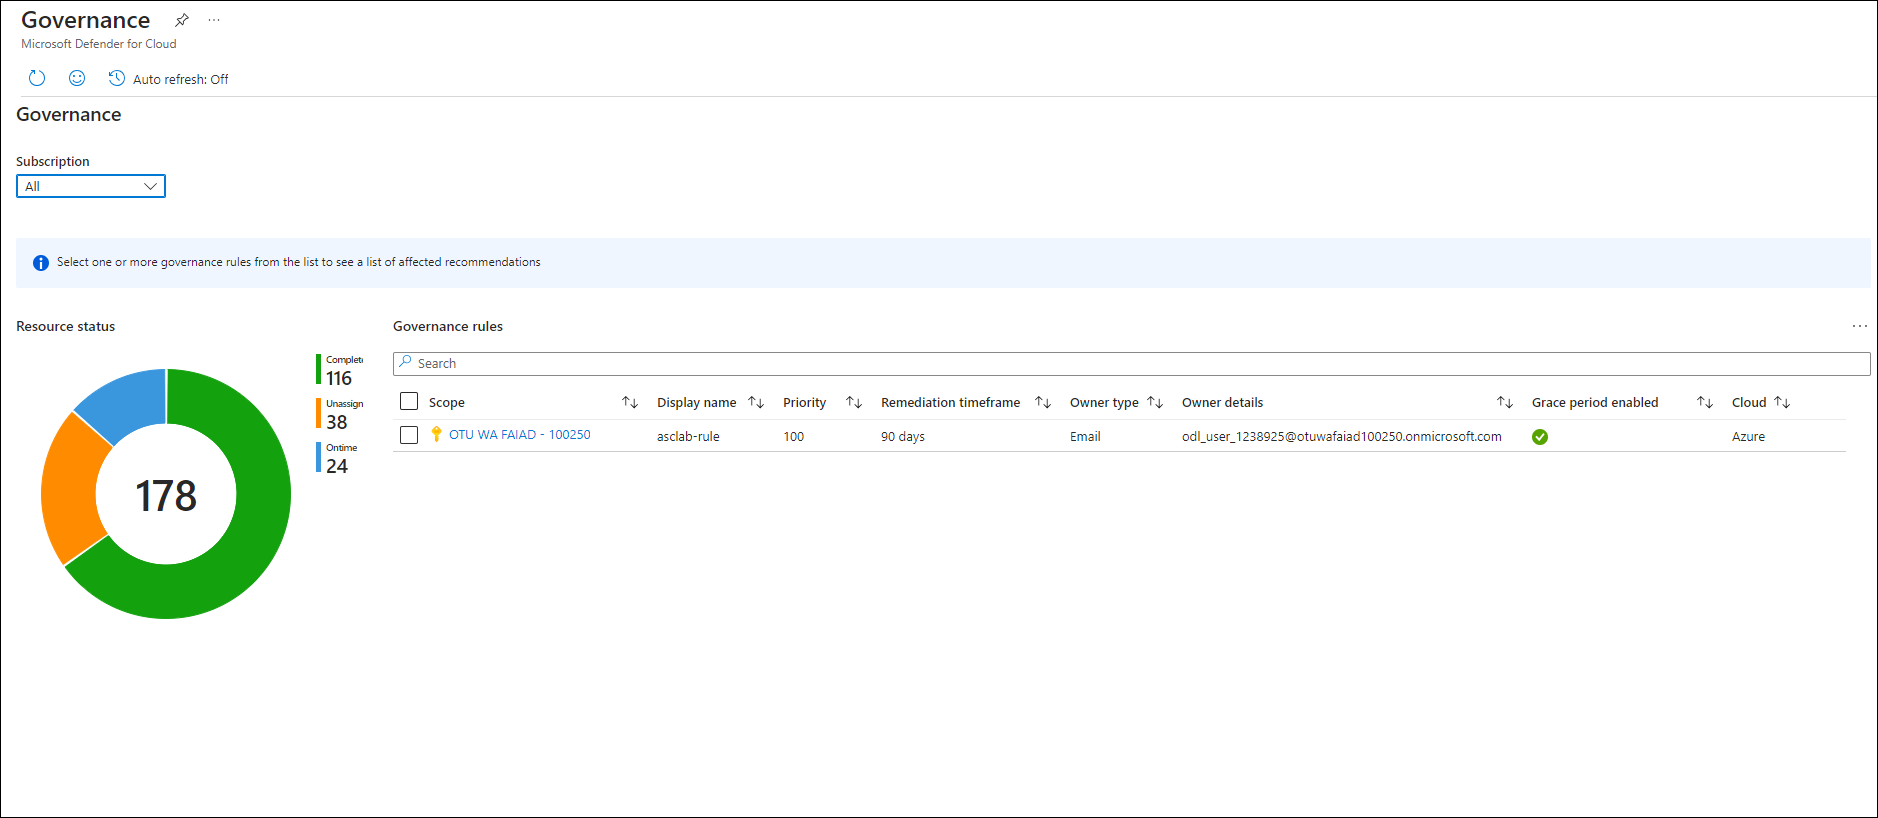 Governance
Microsoft Defender for Cloud
Auto refresh: Off
Governance
Subscription
All
Select one or more governance rules from the list to see a list of affected recommendations
Resource status
Complet
116
Unassign
38
Ontime
24
178
Governance rules
Search
Scope Display name Priority Remediation timeframe Owner type Owner details Grace period enabled Cloud
OTU WA FAIAD - 100250 asclab-rule 100 90 days Email odl_user_1238925@otuwafaiad100250.onmicrosoft.com Azure